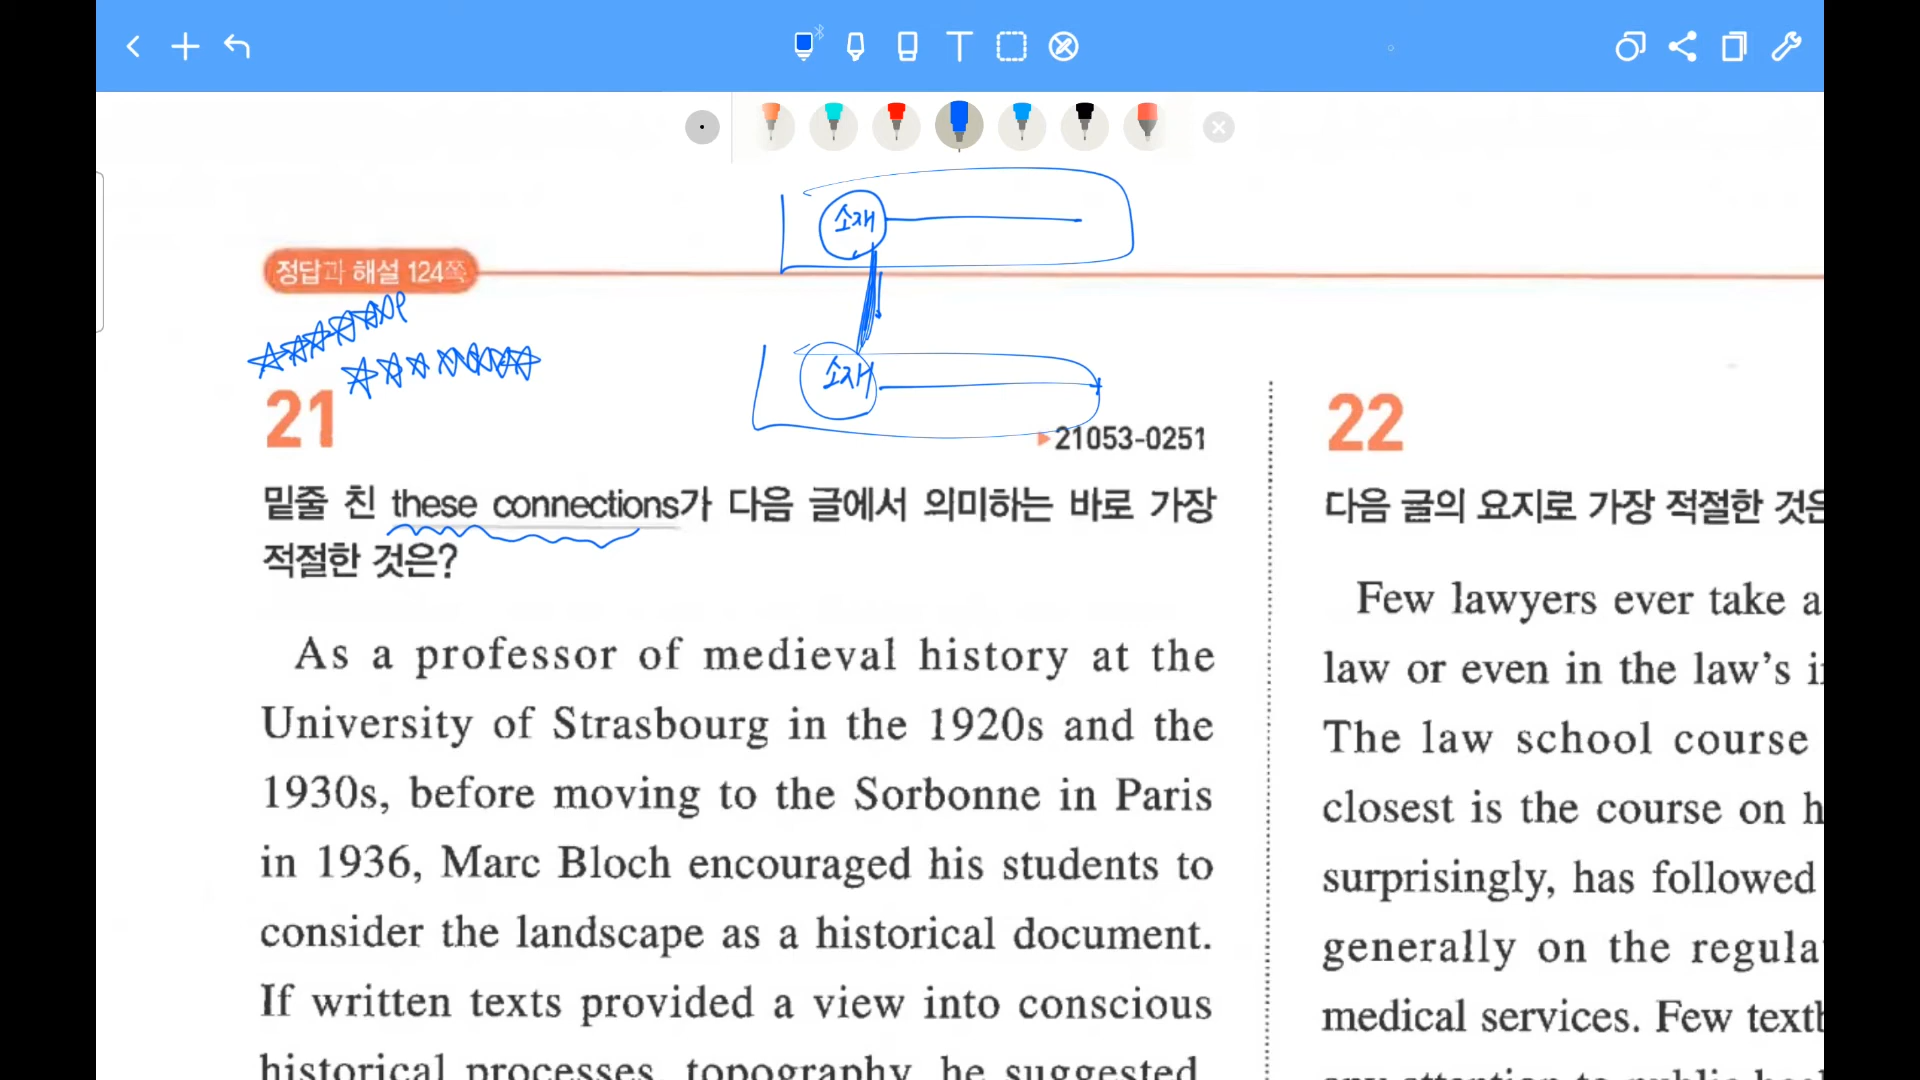 소재
정답과 해설 124쪽
소재
21
▶21053-0251
밑줄 친 these connections가 다음 글에서 의미하는 바로 가장
적절한 것은?
As a professor of medieval history at the
University of Strasbourg in the 1920s and the
1930s, before moving to the Sorbonne in Paris
in 1936, Marc Bloch encouraged his students to
consider the landscape as a historical document.
If written texts provided a view into conscious
historical processes, topography, he suggested,
22
다음 글의 요지로 가장 적절한 것은
Few lawyers ever take a
law or even in the law's i
The law school course
closest is the course on h
surprisingly, has followed
generally on the regula
medical services. Few text